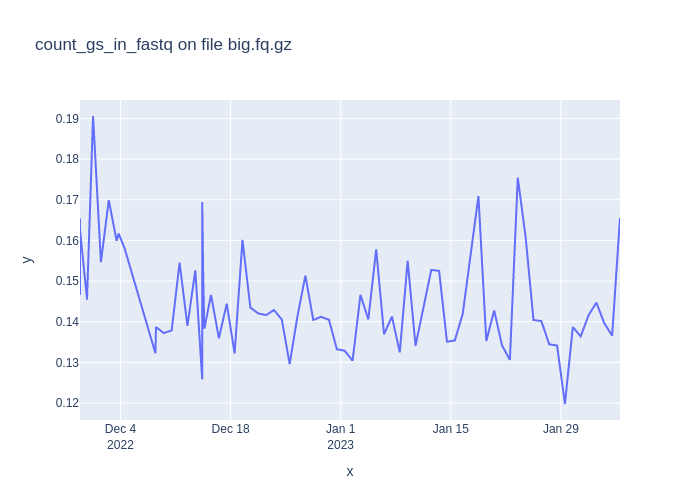 count_gs_in_fastq on file big.fq.gz
0.19
0.18
0.17
0.16
0.15
0.14
0.13
0.12
y
Dec 4
2022
Dec 18
Jan 1
2023
Jan 15
Jan 29
x